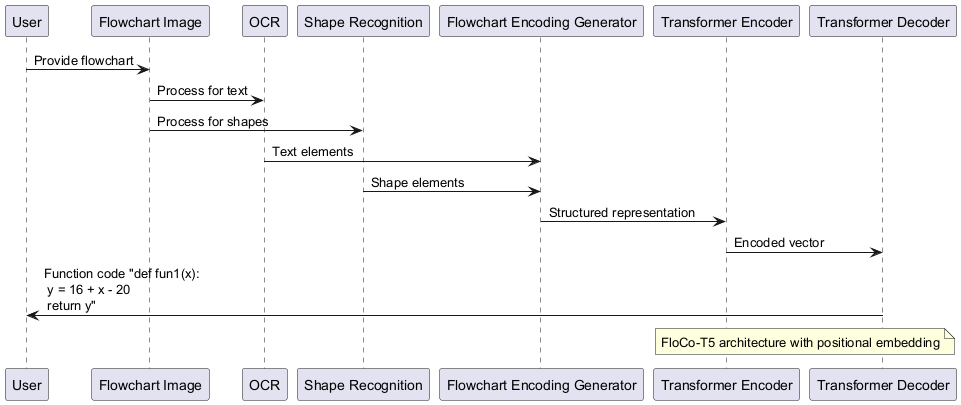 User
Flowchart Image
OCR
Shape Recognition
Flowchart Encoding Generator
Transformer Encoder
Transformer Decoder
Provide flowchart
Process for text
Process for shapes
Text elements
Shape elements
Structured representation
Encoded vector
Function code "def fun1(x):
y = 16 + x - 20
return y"
FloCo-T5 architecture with positional embedding
User
Flowchart Image
OCR
Shape Recognition
Flowchart Encoding Generator
Transformer Encoder
Transformer Decoder